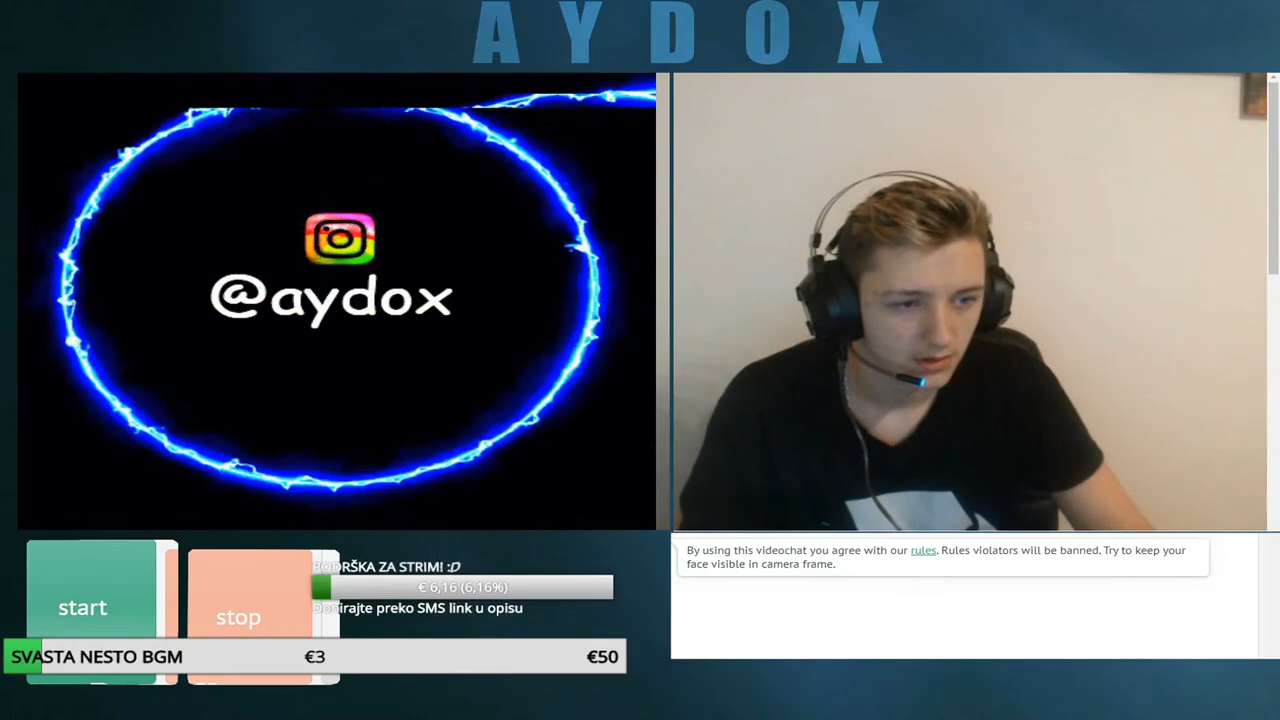 AYDOX
@aydox
By using this videochat you agree with our rules. Rules violators will be banned. Try to keep your
face visible in camera frame.
start
stop
PODRŠKA ZA STRIM! :D
€ 6,16 (6,16%)
Donirajte preko SMS link u opisu
SVASTA NESTO BGM €3 €50